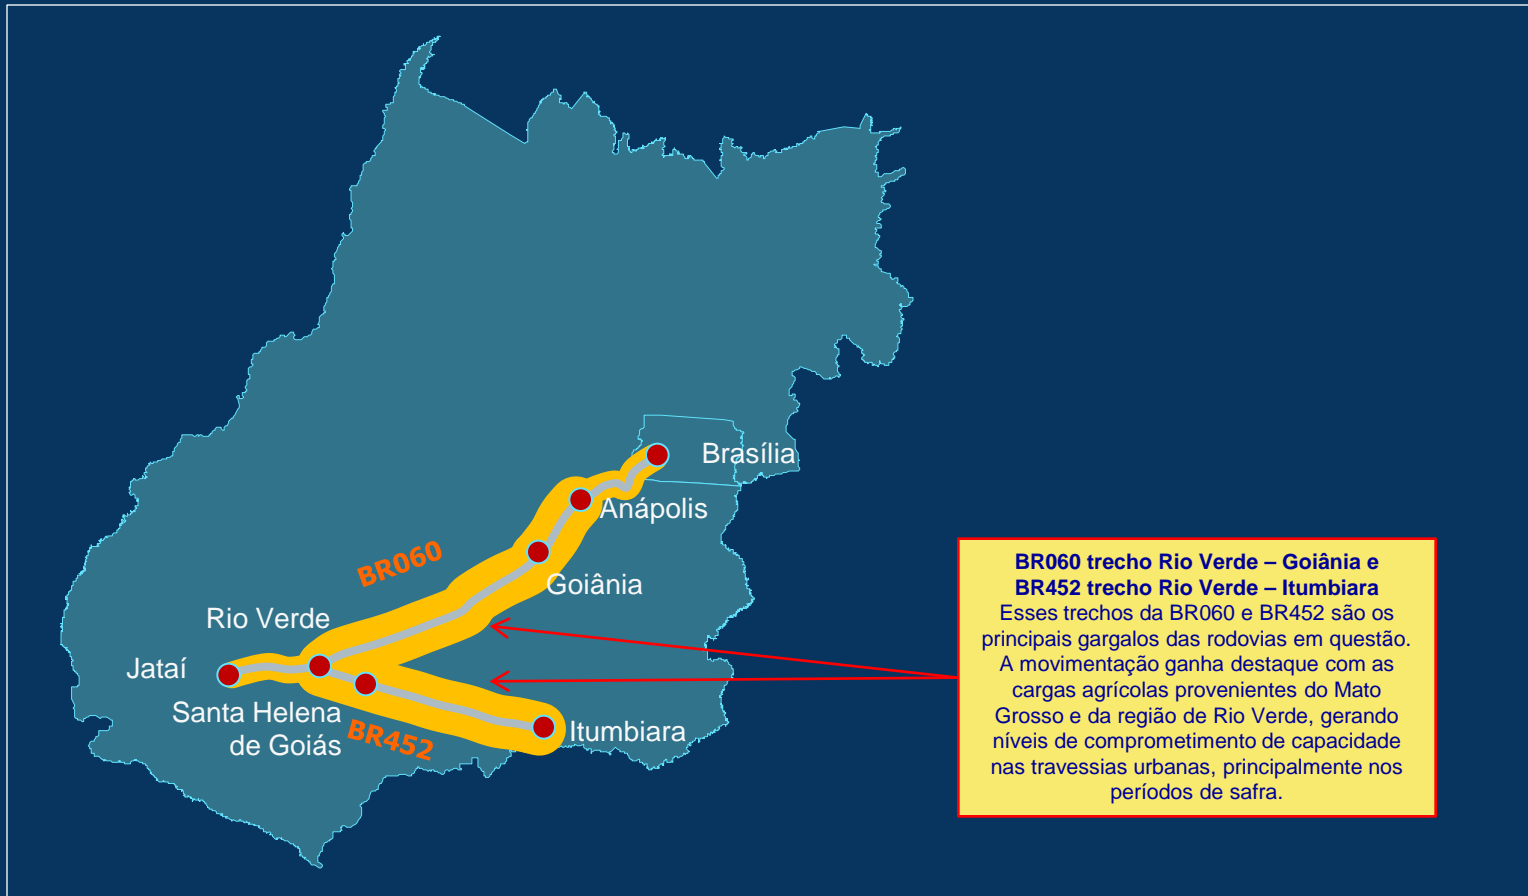 Brasília
Anápolis
BR060
Goiânia
Rio Verde
Jataí
Santa Helena
de Goiás
BR452
Itumbiara
BR060 trecho Rio Verde – Goiânia e
BR452 trecho Rio Verde – Itumbiara
Esses trechos da BR060 e BR452 são os
principais gargalos das rodovias em questão.
A movimentação ganha destaque com as
cargas agrícolas provenientes do Mato
Grosso e da região de Rio Verde, gerando
níveis de comprometimento de capacidade
nas travessias urbanas, principalmente nos
períodos de safra.